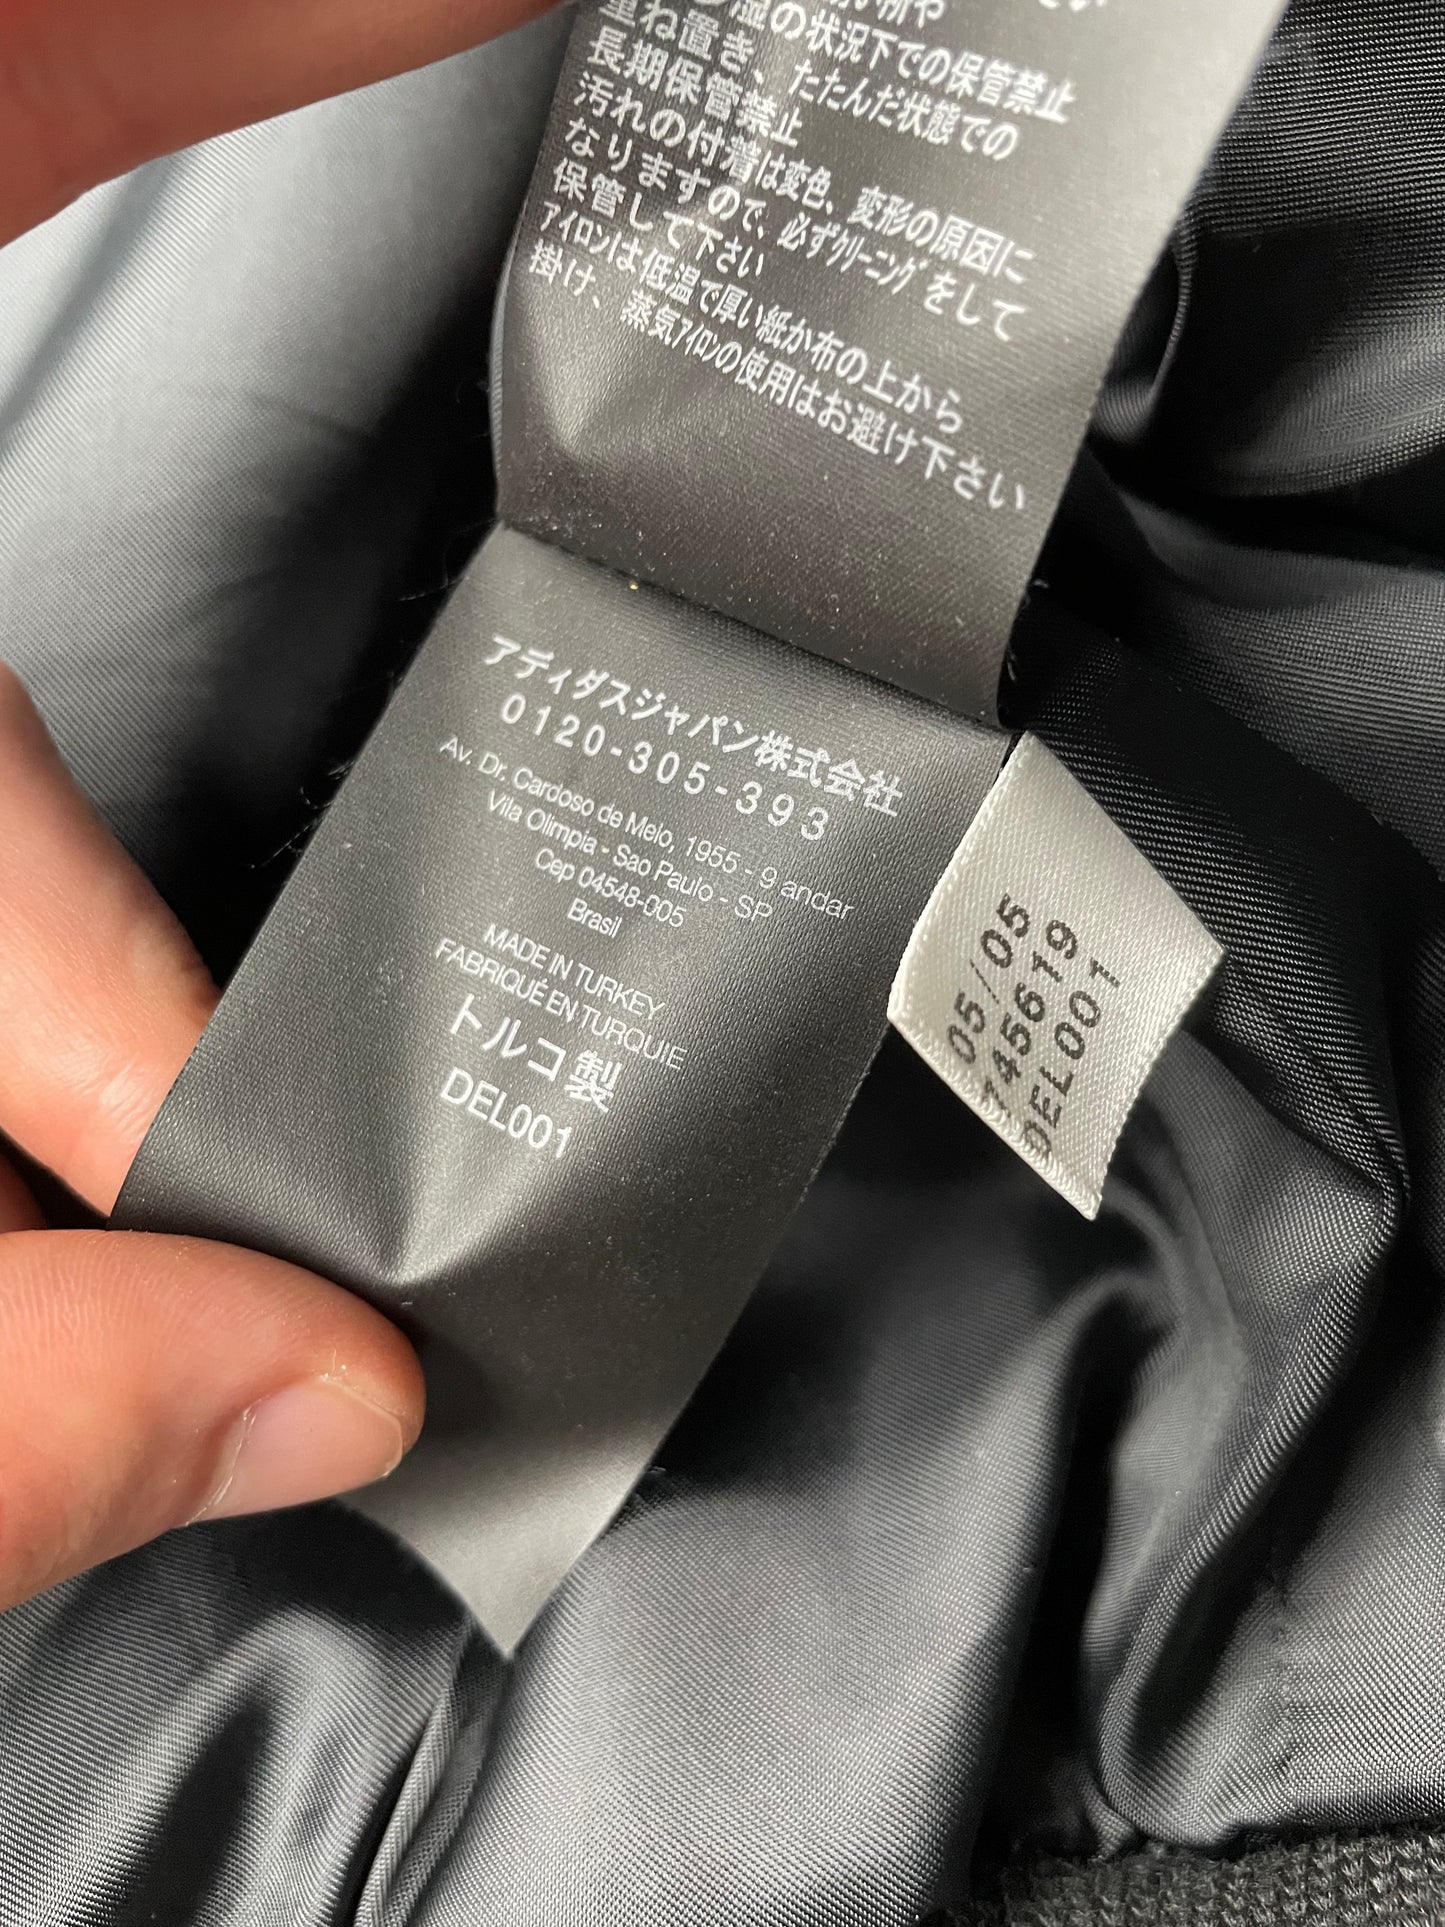 の状況下での保管禁止
重ね置き、たたんだ状態での
長期保管禁止
汚れの付着は変色、変形の原因に
なりますので、必ずｸﾘｰﾆﾝｸﾞをして
保管して下さい
ｱｲﾛﾝは低温で厚い紙か布の上から
掛け、蒸気ｱｲﾛﾝの使用はお避け下さい
アディダスジャパン株式会社
0120-305-393
Av. Dr. Cardoso de Melo, 1955 - 9 andar
Vila Olimpia - Sao Paulo - SP
Cep 04548-005
Brasil
MADE IN TURKEY
FABRIQUÉ EN TURQUIE
トルコ製
DEL001
05/05
745619
DEL001